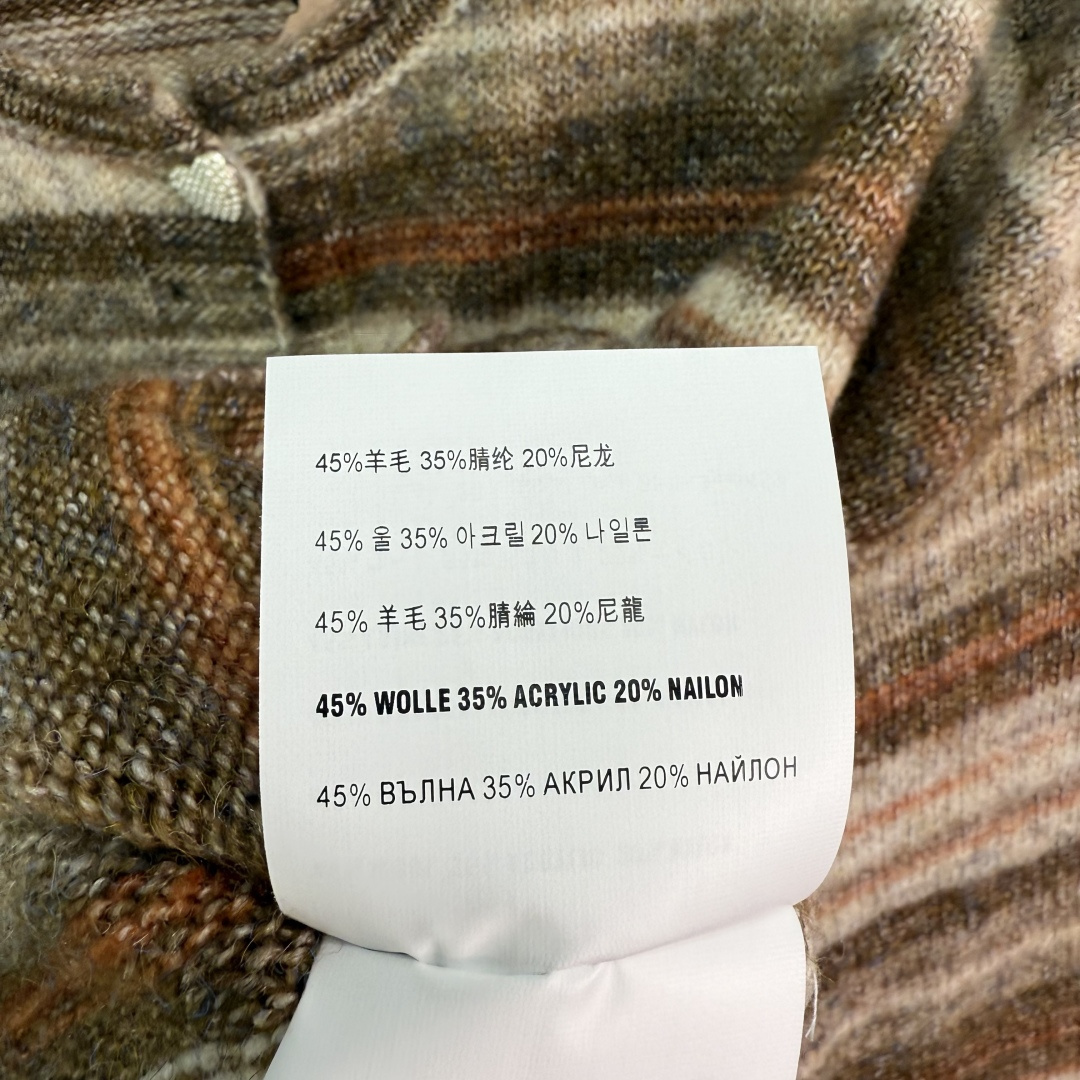 45%羊毛 35%腈纶 20%尼龙
45% 울 35% 아크릴 20% 나일론
45% 羊毛 35%腈綸 20%尼龍
45% WOLLE 35% ACRYLIC 20% NAILON
45% ВЪЛНА 35% АКРИЛ 20% НАЙЛОН